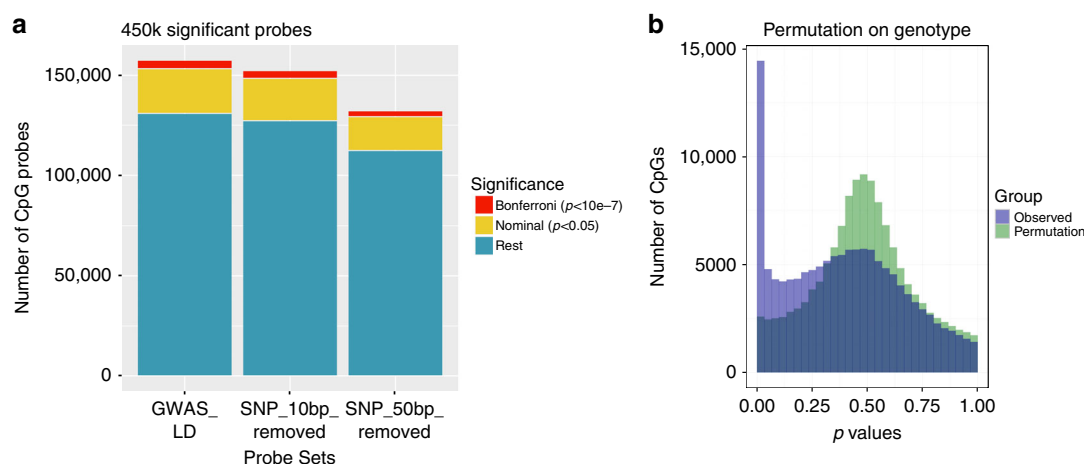 a
450k significant probes
Number of CpG probes
150,000
100,000
50,000
0
GWAS_
LD
SNP_10bp_
removed
SNP_50bp_
removed
Probe Sets
Significance
Bonferroni (p<10e–7)
Nominal (p<0.05)
Rest
b
Permutation on genotype
Number of CpGs
15,000
10,000
5000
0
0.00 0.25 0.50 0.75 1.00
p values
Group
Observed
Permutation